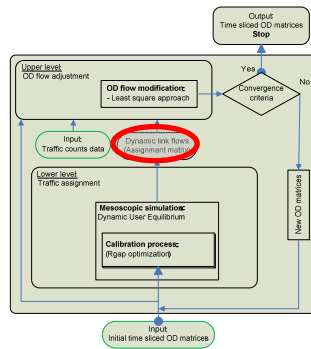 Output:
Time sliced OD matrices
Stop
Upper level:
OD flow adjustment
Yes
OD flow modification:
- Least square approach
Convergence
criteria
No
Input:
Traffic counts data
Dynamic link flows
(Assignment matrix)
Lower level:
Traffic assignment
Mesoscopic simulation:
Dynamic User Equilibrium
New OD matrices
Calibration process:
(Rgap optimization)
Input:
Initial time sliced OD matrices